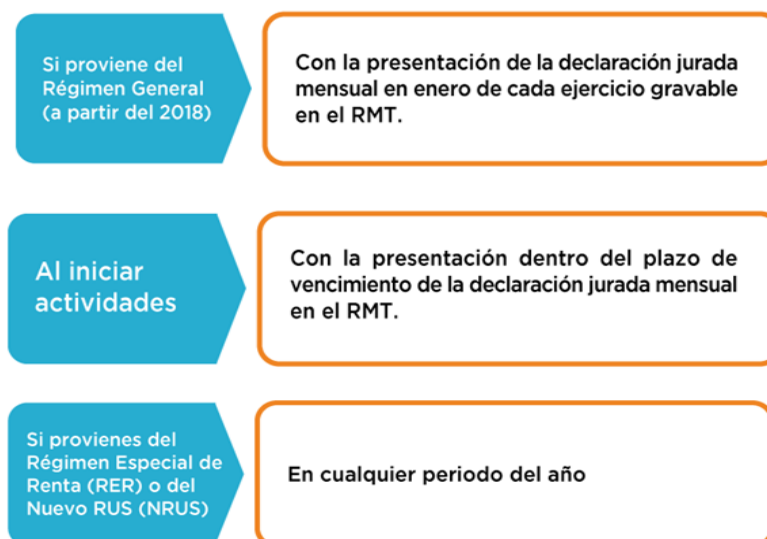 Si proviene del
Régimen General
(a partir del 2018)
Con la presentación de la declaración jurada
mensual en enero de cada ejercicio gravable
en el RMT.
Al iniciar
actividades
Con la presentación dentro del plazo de
vencimiento de la declaración jurada mensual
en el RMT.
Si provienes del
Régimen Especial de
Renta (RER) o del
Nuevo RUS (NRUS)
En cualquier periodo del año